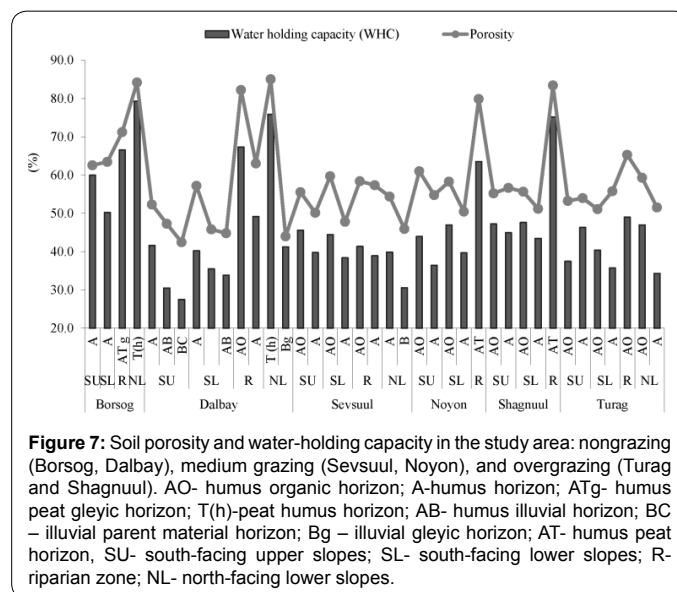 Water holding capacity (WHC) Porosity
90.0
80.0
70.0
60.0
50.0
40.0
30.0
20.0
(%)
A A AT g T(h) A AB BC A AB AO A T (h) Bg AO A AO A AO A A B AO A AO A AT AO A AO A AT AO A AO A AO AO A
SU SL R NL SU SL R NL SU SL R NL SU SL R SU SL R SU SL R NL
Borsog Dalbay Sevsuul Noyon Shagnuul Turag
Figure 7: Soil porosity and water-holding capacity in the study area: nongrazing
(Borsog, Dalbay), medium grazing (Sevsuul, Noyon), and overgrazing (Turag
and Shagnuul). AO- humus organic horizon; A-humus horizon; ATg- humus
peat gleyic horizon; T(h)-peat humus horizon; AB- humus illuvial horizon; BC
– illuvial parent material horizon; Bg – illuvial gleyic horizon; AT- humus peat
horizon, SU- south-facing upper slopes; SL- south-facing lower slopes; R-
riparian zone; NL- north-facing lower slopes.